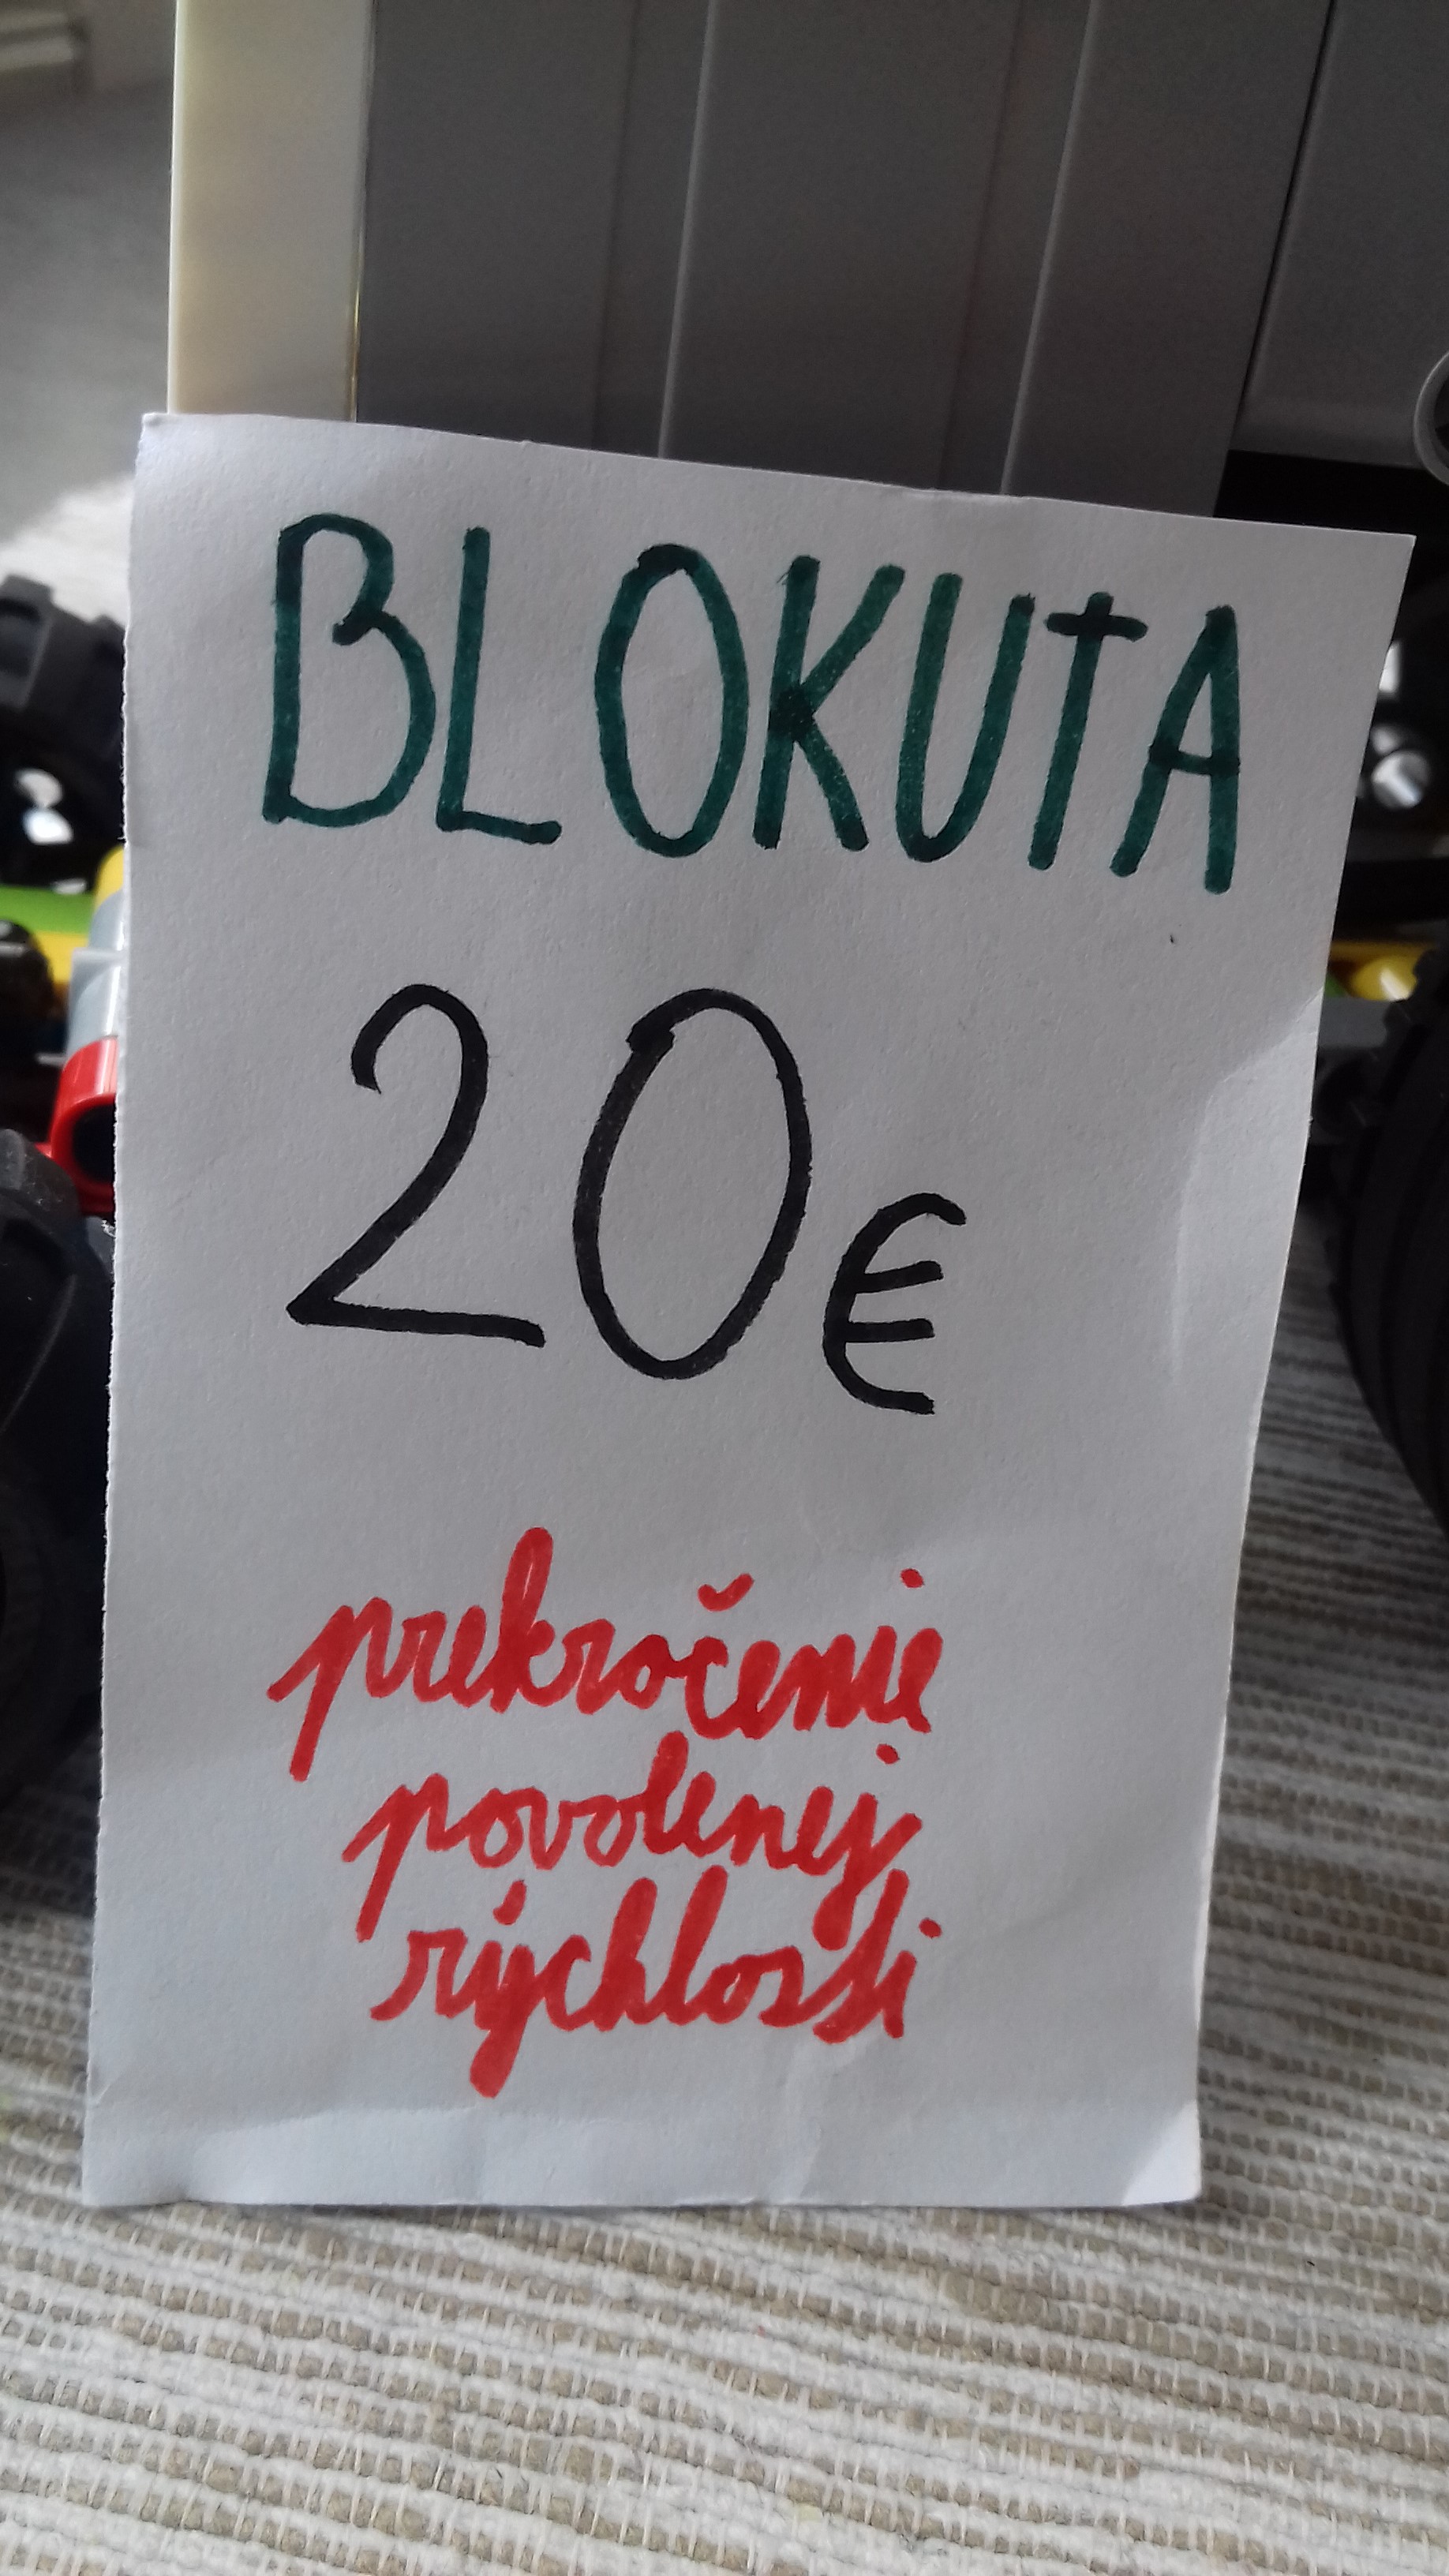 BLOKUTA
20€
prekročenie
povolenej
rýchlosti